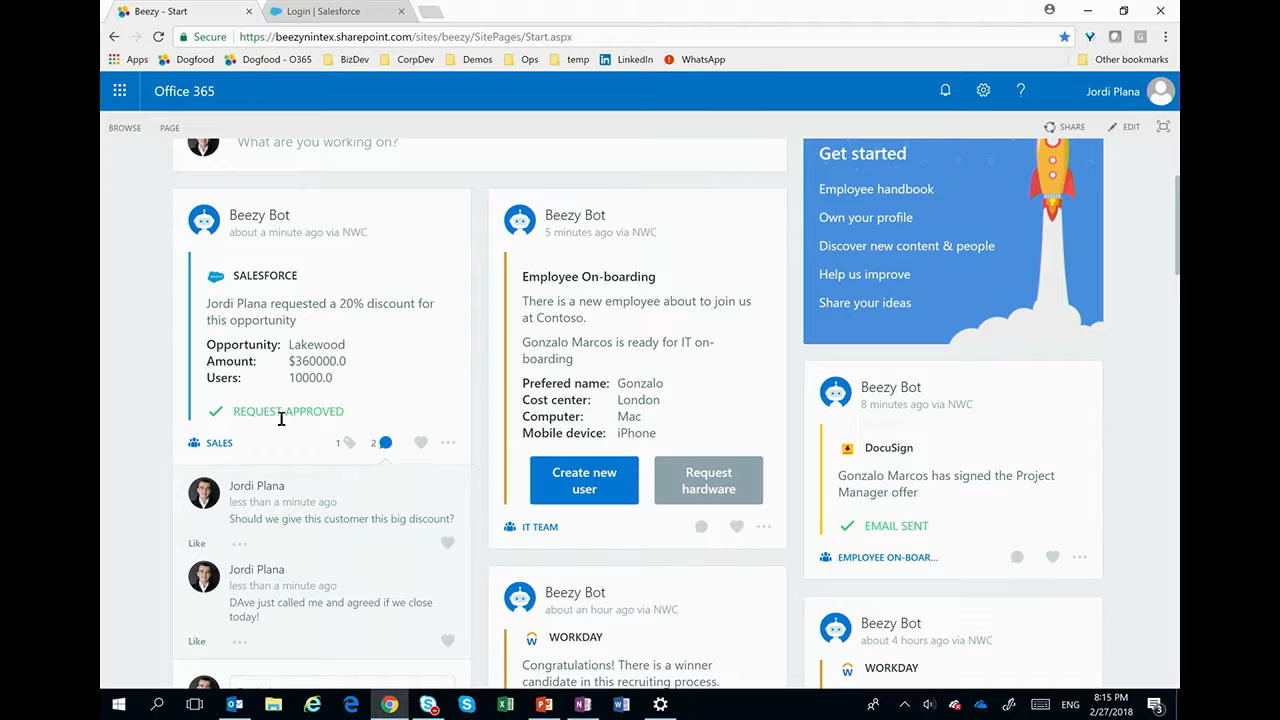 Beezy - Start
Login | Salesforce
Secure
https://beezynintex.sharepoint.com/sites/beezy/SitePages/Start.aspx
Apps
Dogfood
Dogfood - O365
BizDev
CorpDev
Demos
Ops
temp
LinkedIn
WhatsApp
Other bookmarks
Office 365
Jordi Plana
BROWSE
PAGE
SHARE
EDIT
What are you working on?
Beezy Bot
about a minute ago via NWC
SALESFORCE
Jordi Plana requested a 20% discount for
this opportunity
Opportunity: Lakewood
Amount: $360000.0
Users: 10000.0
REQUEST APPROVED
SALES
1
2
Jordi Plana
less than a minute ago
Should we give this customer this big discount?
Like
Jordi Plana
less than a minute ago
DAve just called me and agreed if we close
today!
Like
Beezy Bot
5 minutes ago via NWC
Employee On-boarding
There is a new employee about to join us
at Contoso.
Gonzalo Marcos is ready for IT on-
boarding
Prefered name: Gonzalo
Cost center: London
Computer: Mac
Mobile device: iPhone
Create new
user
Request
hardware
IT TEAM
Beezy Bot
about an hour ago via NWC
WORKDAY
Congratulations! There is a winner
candidate in this recruiting process.
Get started
Employee handbook
Own your profile
Discover new content & people
Help us improve
Share your ideas
Beezy Bot
8 minutes ago via NWC
DocuSign
Gonzalo Marcos has signed the Project
Manager offer
EMAIL SENT
EMPLOYEE ON-BOAR...
Beezy Bot
about 4 hours ago via NWC
WORKDAY
ENG
8:15 PM
2/27/2018
3